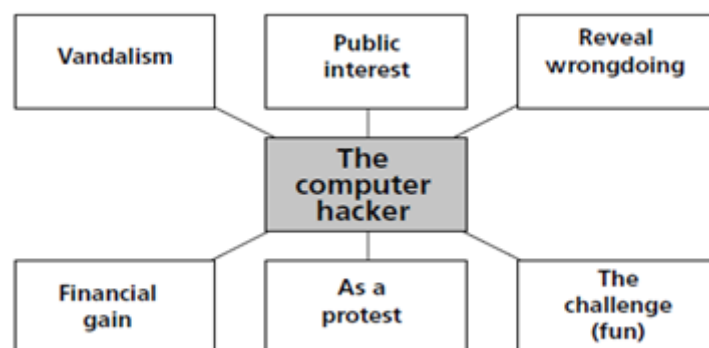 Vandalism
Public
interest
Reveal
wrongdoing
The
computer
hacker
Financial
gain
As a
protest
The
challenge
(fun)